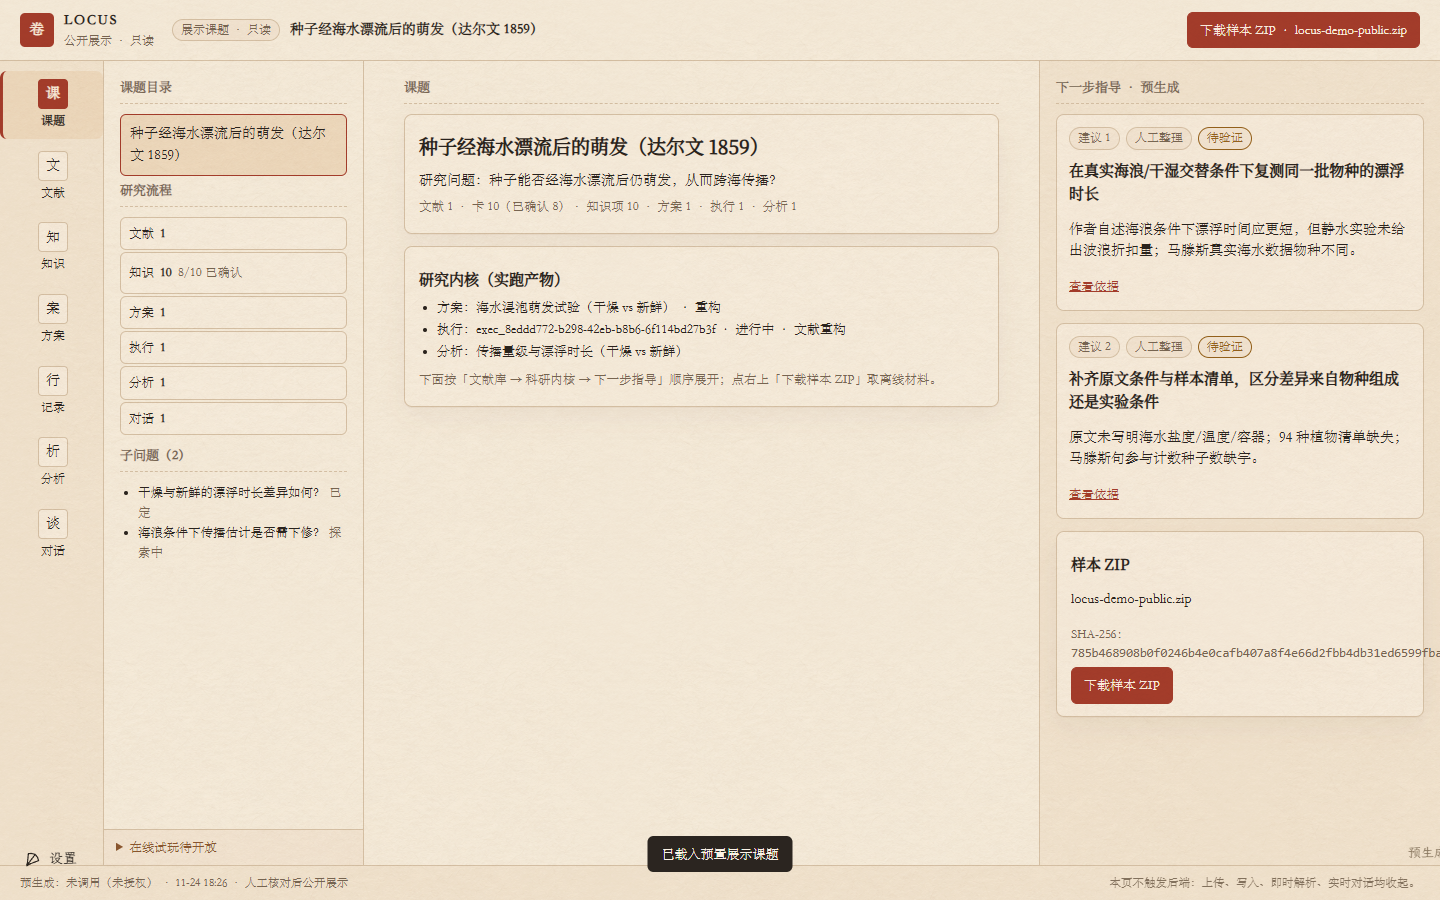 卷
LOCUS
公开展示 · 只读
展示课题 · 只读
种子经海水漂流后的萌发（达尔文 1859）
下载样本 ZIP · locus-demo-public.zip
课
课题
文
文献
知
知识
案
方案
行
记录
析
分析
谈
对话
设置
课题目录
种子经海水漂流后的萌发（达尔
文 1859）
研究流程
文献 1
知识 10 8/10 已确认
方案 1
执行 1
分析 1
对话 1
子问题（2）
干燥与新鲜的漂浮时长差异如何？ 已
定
海浪条件下传播估计是否需下修？ 探
索中
在线试玩待开放
课题
种子经海水漂流后的萌发（达尔文 1859）
研究问题：种子能否经海水漂流后仍萌发，从而跨海传播？
文献 1 · 卡 10（已确认 8） · 知识项 10 · 方案 1 · 执行 1 · 分析 1
研究内核（实跑产物）
方案：海水浸泡萌发试验（干燥 vs 新鲜） · 重构
执行：exec_8eddd772-b298-42eb-b8b6-6f114bd27b3f · 进行中 · 文献重构
分析：传播量级与漂浮时长（干燥 vs 新鲜）
下面按「文献库 → 科研内核 → 下一步指导」顺序展开；点右上「下载样本 ZIP」取离线材料。
已载入预置展示课题
下一步指导 · 预生成
建议 1 人工整理 待验证
在真实海浪/干湿交替条件下复测同一批物种的漂浮
时长
作者自述海浪条件下漂浮时间应更短，但静水实验未给
出波浪折扣量；马滕斯真实海水数据物种不同。
查看依据
建议 2 人工整理 待验证
补齐原文条件与样本清单，区分差异来自物种组成
还是实验条件
原文未写明海水盐度/温度/容器；94 种植物清单缺失；
马滕斯句参与计数种子数缺字。
查看依据
样本 ZIP
locus-demo-public.zip
SHA-256：
785b468908b0f0246b4e0cafb407a8f4e66d2fbb4db31ed6599fba
下载样本 ZIP
预生成
预生成：未调用（未授权） · 11-24 18:26 · 人工核对后公开展示
本页不触发后端：上传、写入、即时解析、实时对话均收起。